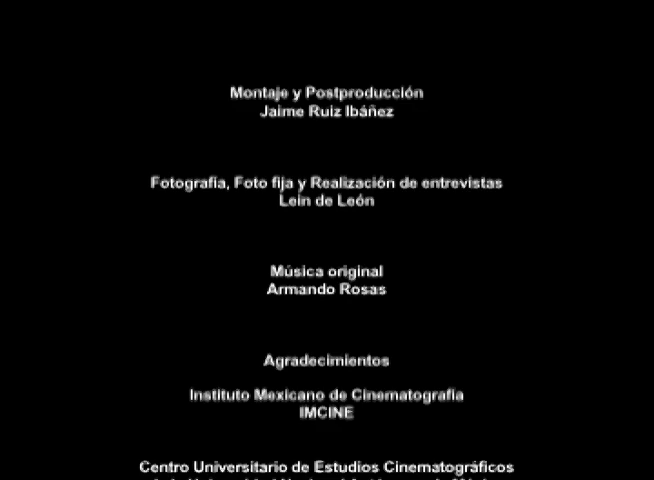 Montaje y Postproducción
Jaime Ruiz Ibáñez
Fotografía, Foto fija y Realización de entrevistas
Lein de León
Música original
Armando Rosas
Agradecimientos
Instituto Mexicano de Cinematografía
IMCINE
Centro Universitario de Estudios Cinematográficos